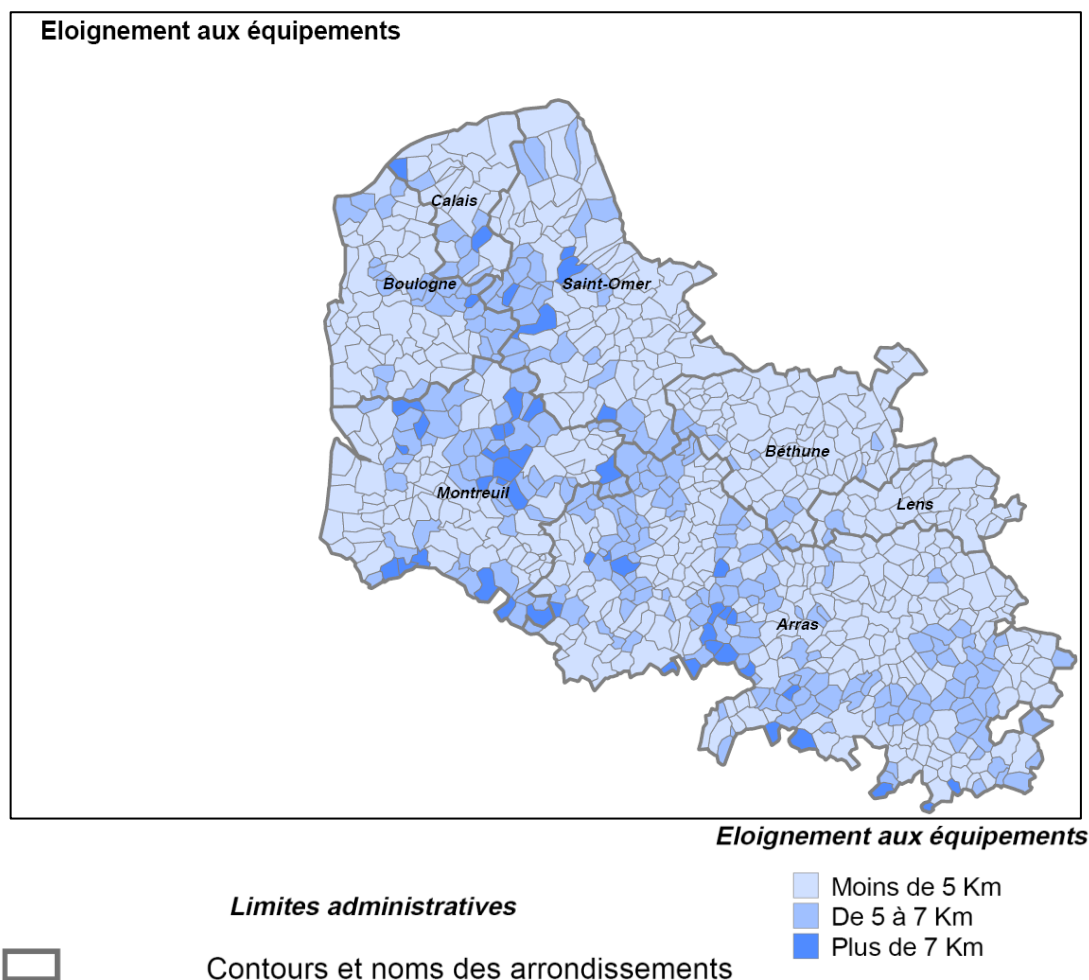 Eloignement aux équipements
Calais
Boulogne
Saint-Omer
Béthune
Montreuil
Lens
Arras
Eloignement aux équipements
Moins de 5 Km
De 5 à 7 Km
Plus de 7 Km
Limites administratives
Contours et noms des arrondissements